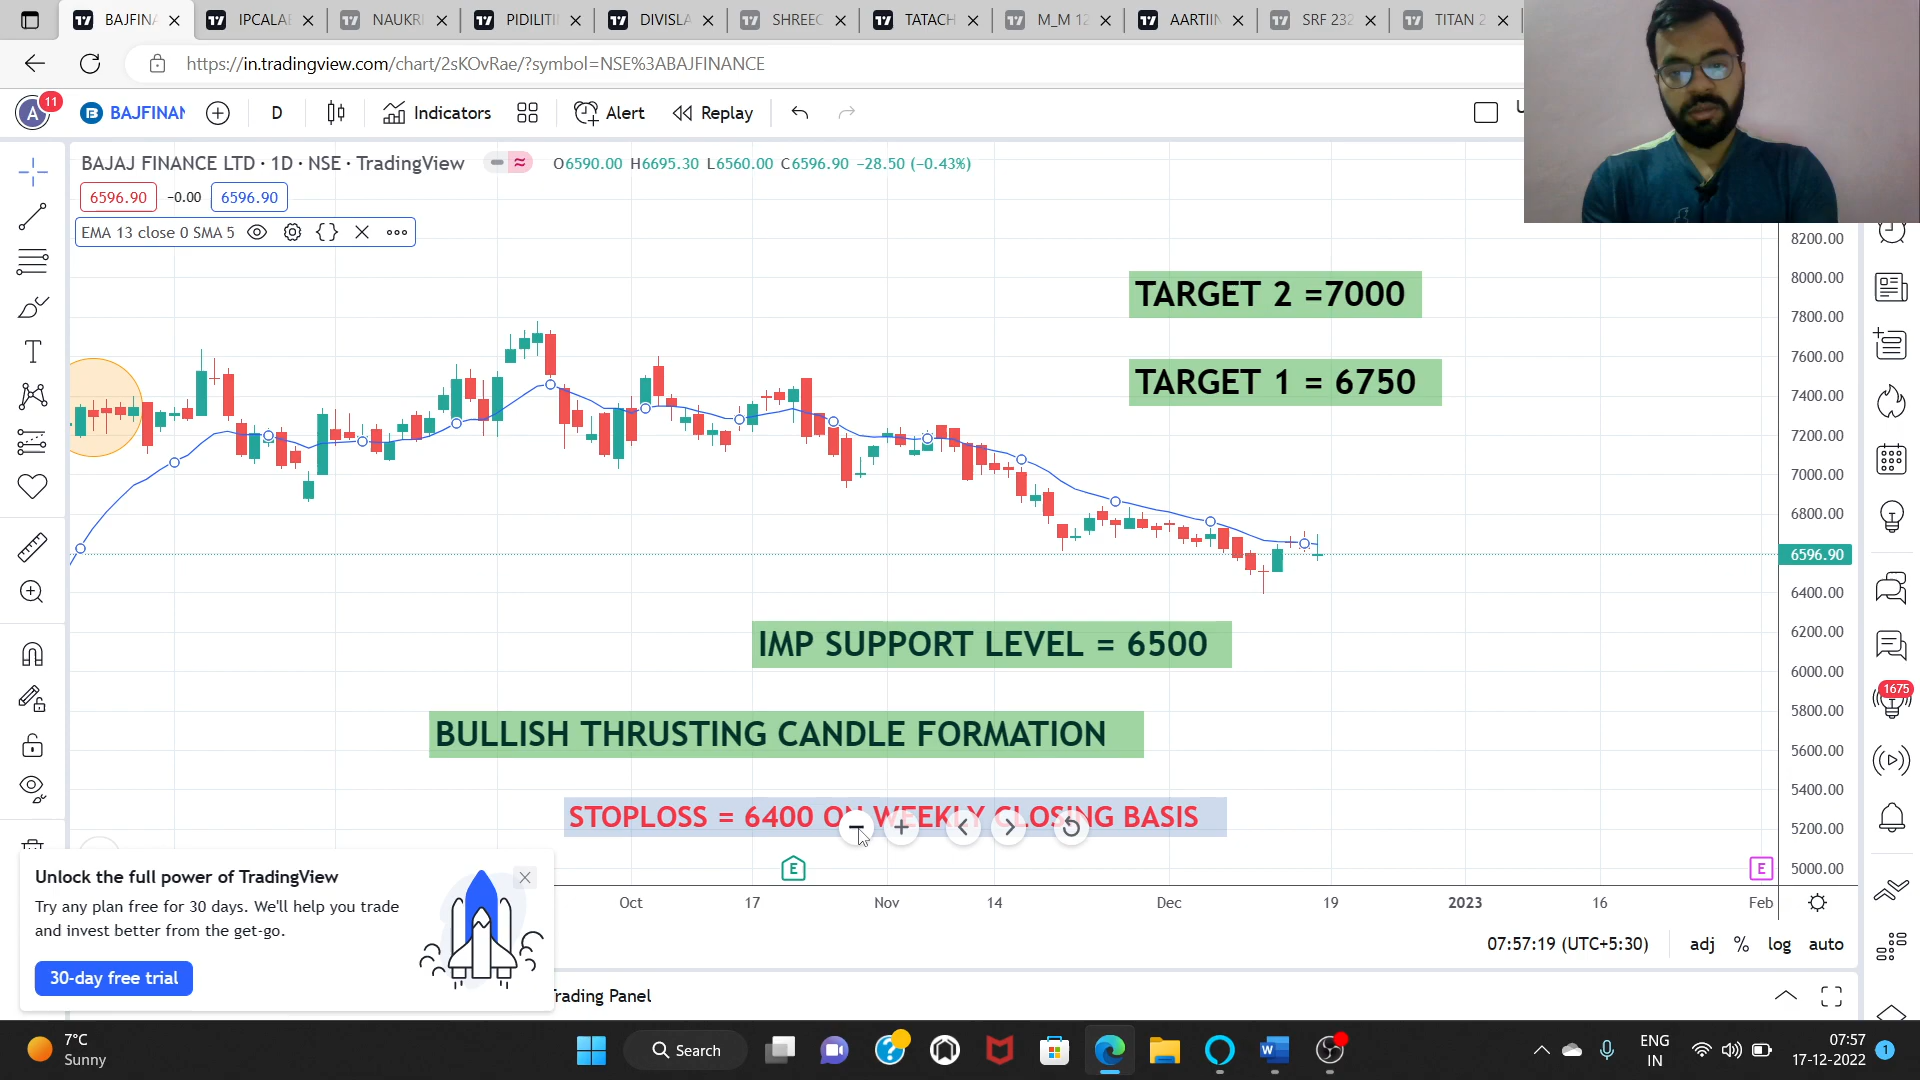 BAJFINA
IPCALAB
NAUKRI
PIDILITI
DIVISLA
SHREEC
TATACH
M_M 12
AARTIIN
SRF 232
TITAN 2
https://in.tradingview.com/chart/2sKOvRae/?symbol=NSE%3ABAJFINANCE
A 11
BAJFINAN
D
Indicators
Alert
Replay
BAJAJ FINANCE LTD · 1D · NSE · TradingView
O6590.00 H6695.30 L6560.00 C6596.90 −28.50 (−0.43%)
6596.90 −0.00 6596.90
EMA 13 close 0 SMA 5
TARGET 2 =7000
TARGET 1 = 6750
IMP SUPPORT LEVEL = 6500
BULLISH THRUSTING CANDLE FORMATION
STOPLOSS = 6400 ON WEEKLY CLOSING BASIS
8200.00
8000.00
7800.00
7600.00
7400.00
7200.00
7000.00
6800.00
6596.90
6400.00
6200.00
6000.00
5800.00
5600.00
5400.00
5200.00
5000.00
1675
E
E
Unlock the full power of TradingView
Try any plan free for 30 days. We'll help you trade
and invest better from the get-go.
30-day free trial
Oct 17 Nov 14 Dec 19 2023 16 Feb
07:57:19 (UTC+5:30) adj % log auto
Trading Panel
7°C
Sunny
Search
ENG
IN
07:57
17-12-2022
1